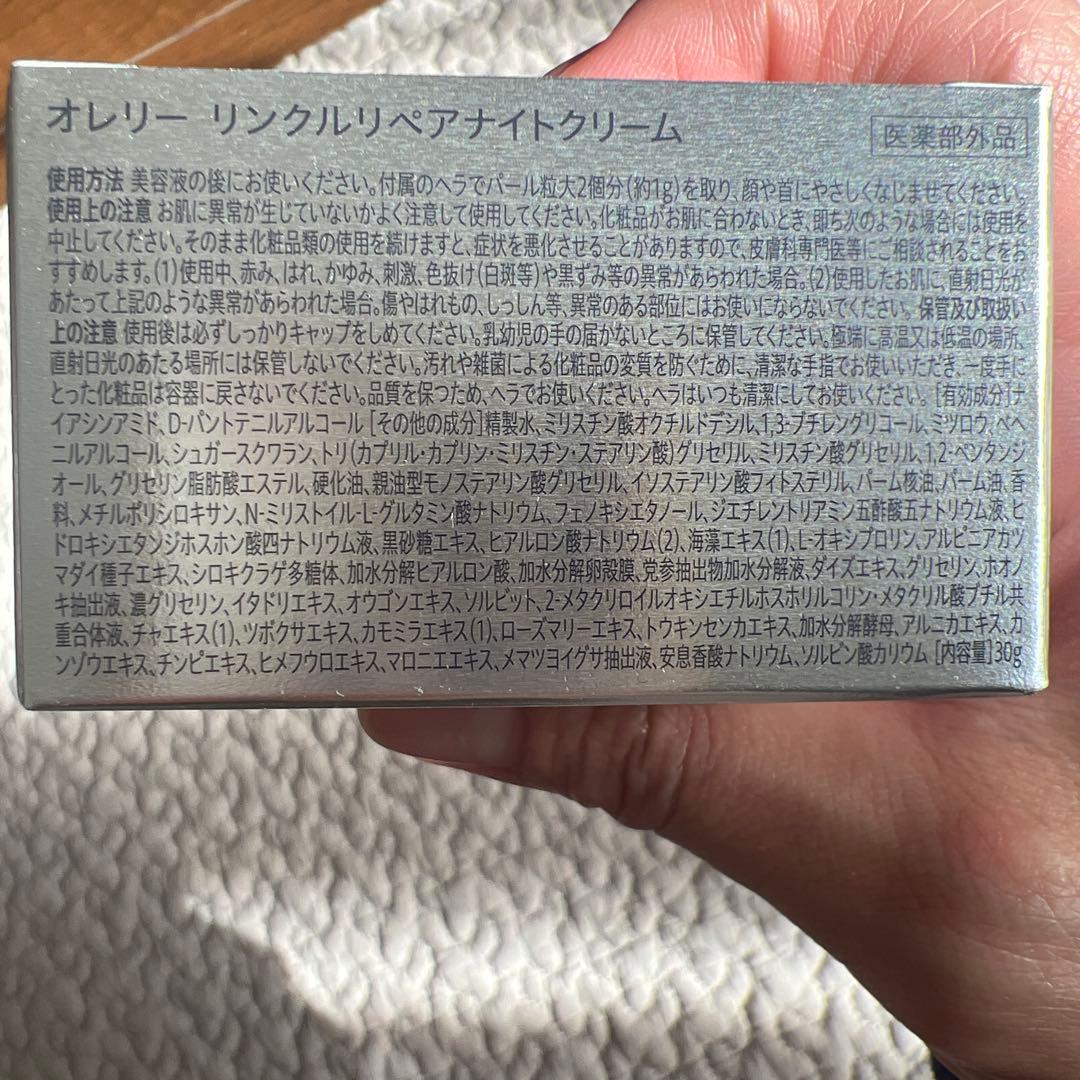 オレリー リンクルリペアナイトクリーム
医薬部外品
使用方法 美容液の後にお使いください。付属のヘラでパール粒大2個分(約1g)を取り、顔や首にやさしくなじませてください。
使用上の注意 お肌に異常が生じていないかよく注意して使用してください。化粧品がお肌に合わないとき、即ち次のような場合には使用を
中止してください。そのまま化粧品類の使用を続けますと、症状を悪化させることがありますので、皮膚科専門医等にご相談されることをお
すすめします。(1)使用中、赤み、はれ、かゆみ、刺激、色抜け(白斑等)や黒ずみ等の異常があらわれた場合。(2)使用したお肌に、直射日光が
あたって上記のような異常があらわれた場合。傷やはれもの、しっしん等、異常のある部位にはお使いにならないでください。保管及び取扱い
上の注意 使用後は必ずしっかりキャップをしめてください。乳幼児の手の届かないところに保管してください。極端に高温又は低温の場所、
直射日光のあたる場所には保管しないでください。汚れや雑菌による化粧品の変質を防ぐために、清潔な手指でお使いいただき、一度手に
とった化粧品は容器に戻さないでください。品質を保つため、ヘラでお使いください。ヘラはいつも清潔にしてお使いください。[有効成分]ナ
イアシンアミド、D-パントテニルアルコール [その他の成分]精製水、ミリスチン酸オクチルドデシル、1,3-ブチレングリコール、ミツロウ、ベヘ
ニルアルコール、シュガースクワラン、トリ(カプリル・カプリン・ミリスチン・ステアリン酸)グリセリル、ミリスチン酸グリセリル、1,2-ペンタンジ
オール、グリセリン脂肪酸エステル、硬化油、親油型モノステアリン酸グリセリル、イソステアリン酸フィトステリル、パーム核油、パーム油、香
料、メチルポリシロキサン、N-ミリストイル-L-グルタミン酸ナトリウム、フェノキシエタノール、ジエチレントリアミン五酢酸五ナトリウム液、ヒ
ドロキシエタンジホスホン酸四ナトリウム液、黒砂糖エキス、ヒアルロン酸ナトリウム(2)、海藻エキス(1)、L-オキシプロリン、アルピニアカツ
マダイ種子エキス、シロキクラゲ多糖体、加水分解ヒアルロン酸、加水分解卵殻膜、党参抽出物加水分解液、ダイズエキス、グリセリン、ホオノ
キ抽出液、濃グリセリン、イタドリエキス、オウゴンエキス、ソルビット、2-メタクリロイルオキシエチルホスホリルコリン・メタクリル酸ブチル共
重合体液、チャエキス(1)、ツボクサエキス、カモミラエキス(1)、ローズマリーエキス、トウキンセンカエキス、加水分解酵母、アルニカエキス、カ
ンゾウエキス、チンピエキス、ヒメフウロエキス、マロニエエキス、メマツヨイグサ抽出液、安息香酸ナトリウム、ソルビン酸カリウム [内容量]30g